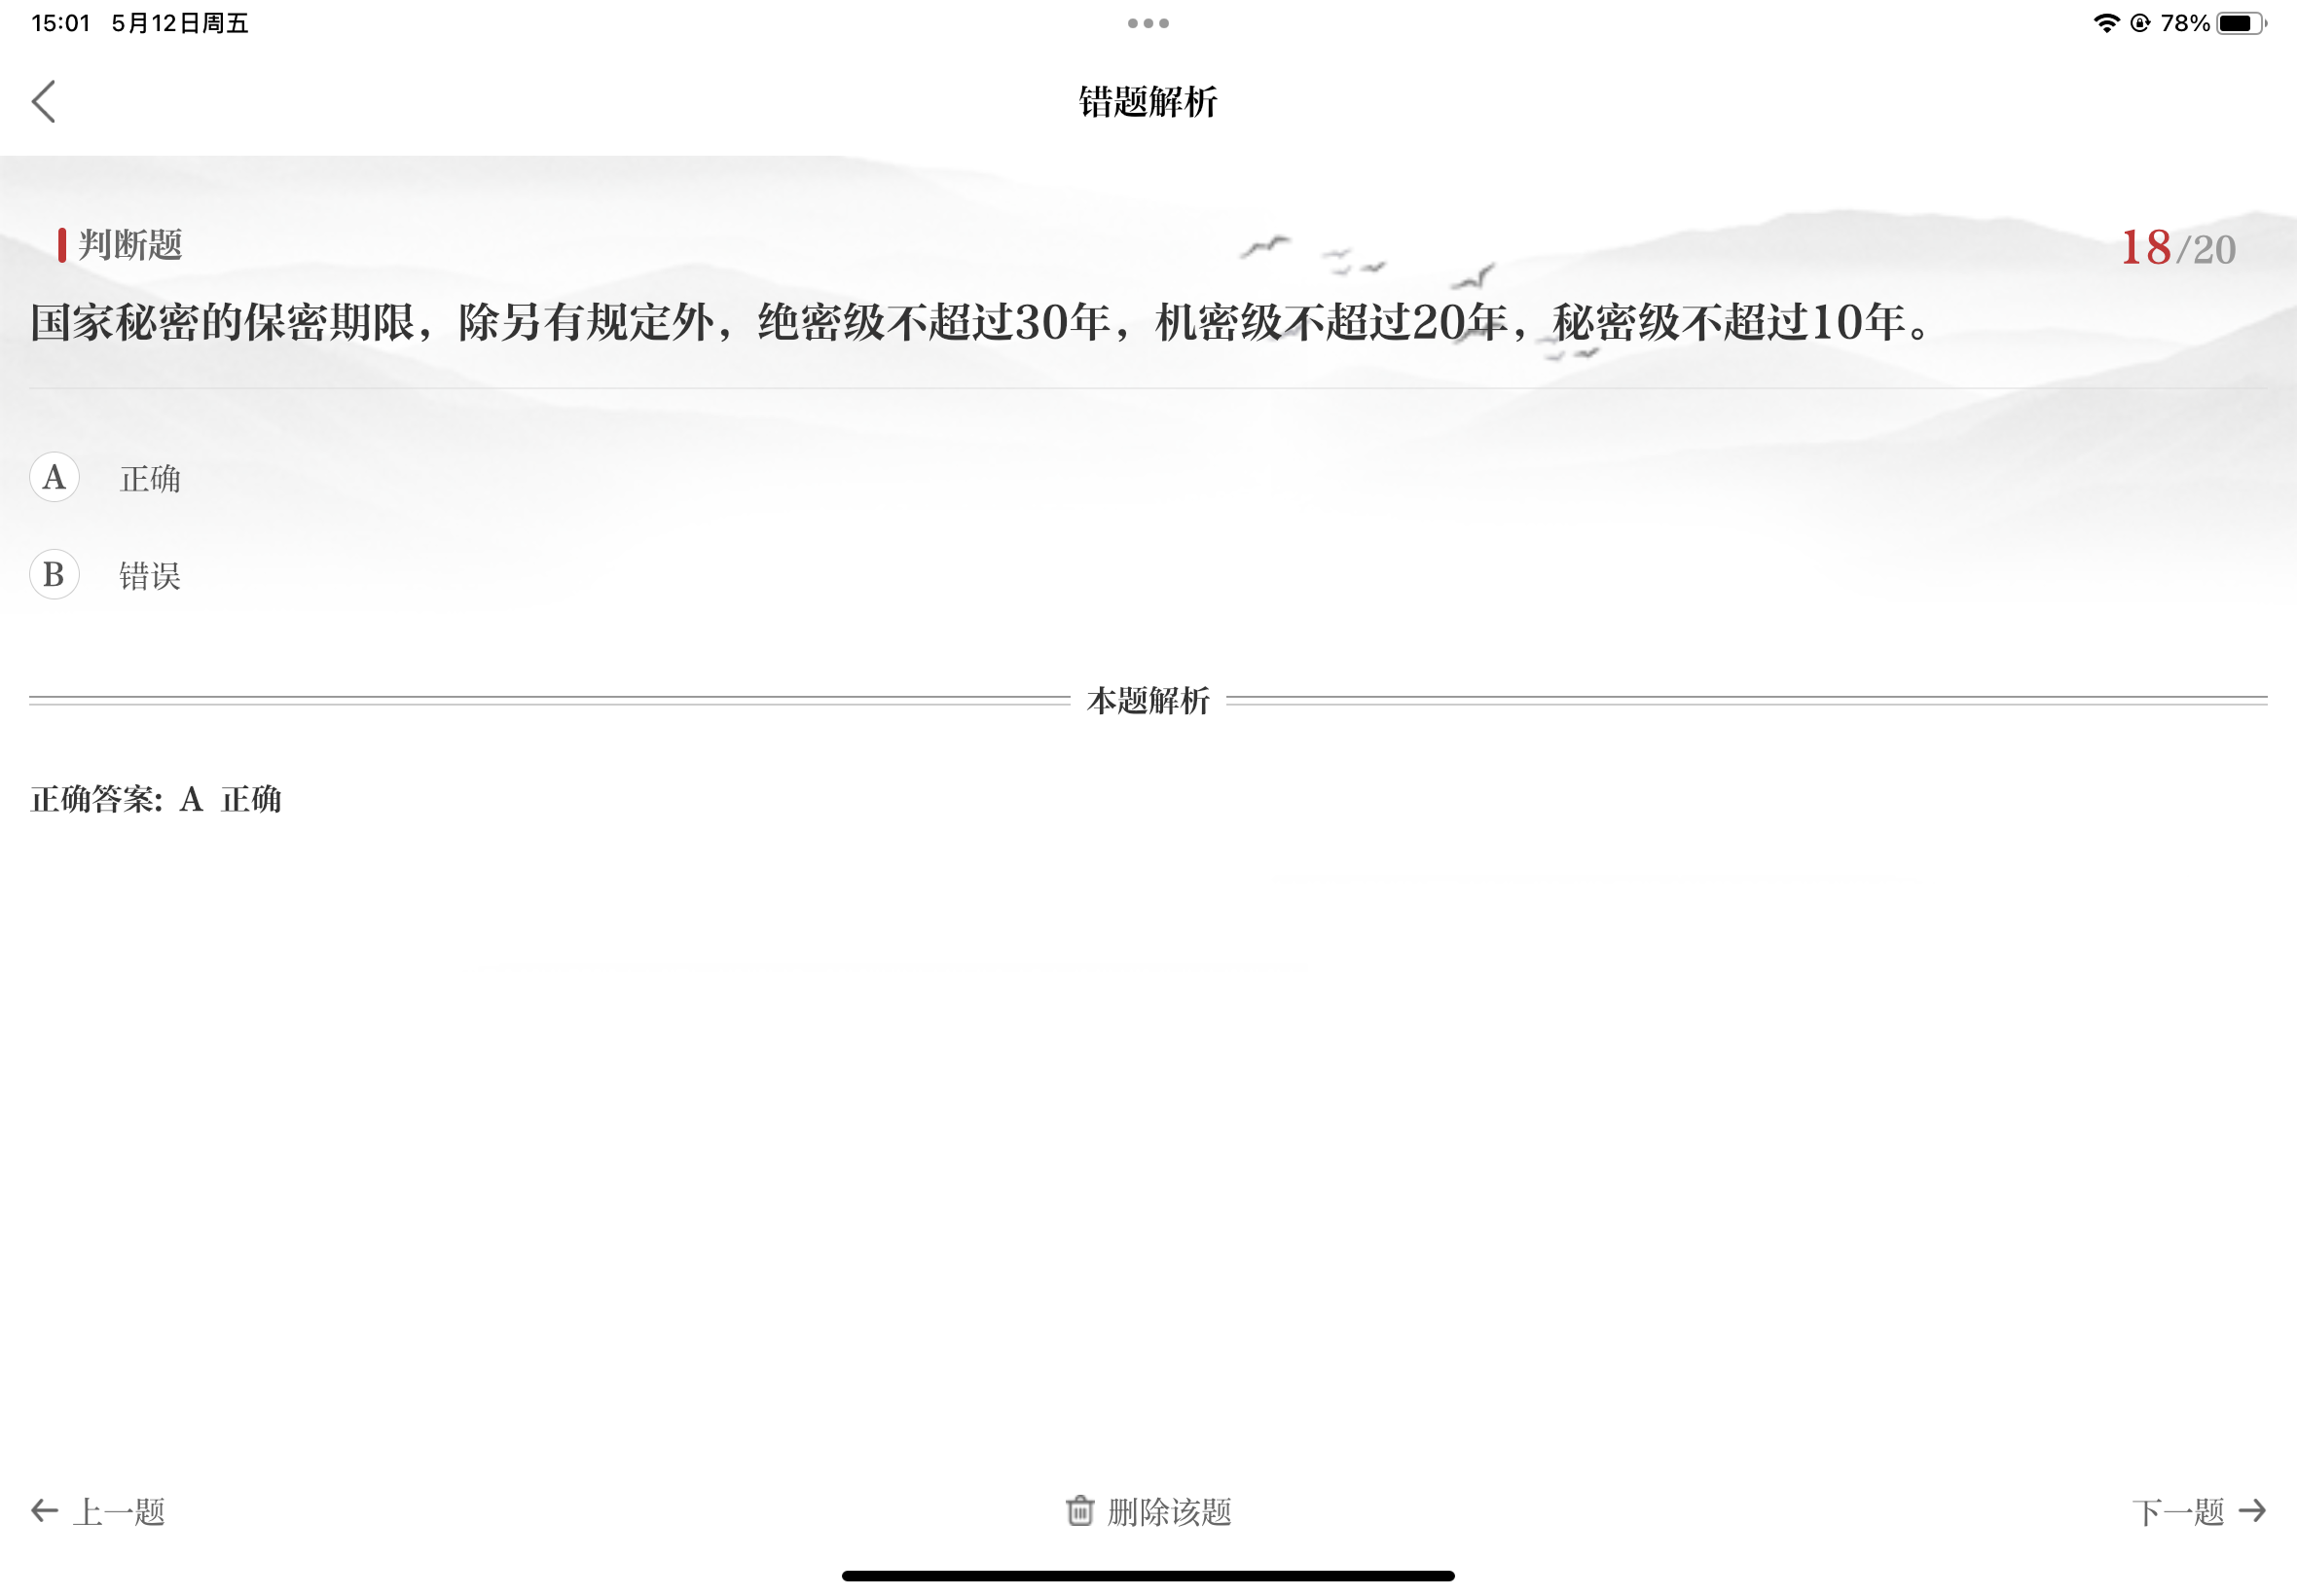 15:01 5月12日周五
78%
错题解析
判断题
18/20
国家秘密的保密期限，除另有规定外，绝密级不超过30年，机密级不超过20年，秘密级不超过10年。
A 正确
B 错误
本题解析
正确答案: A 正确
上一题
删除该题
下一题